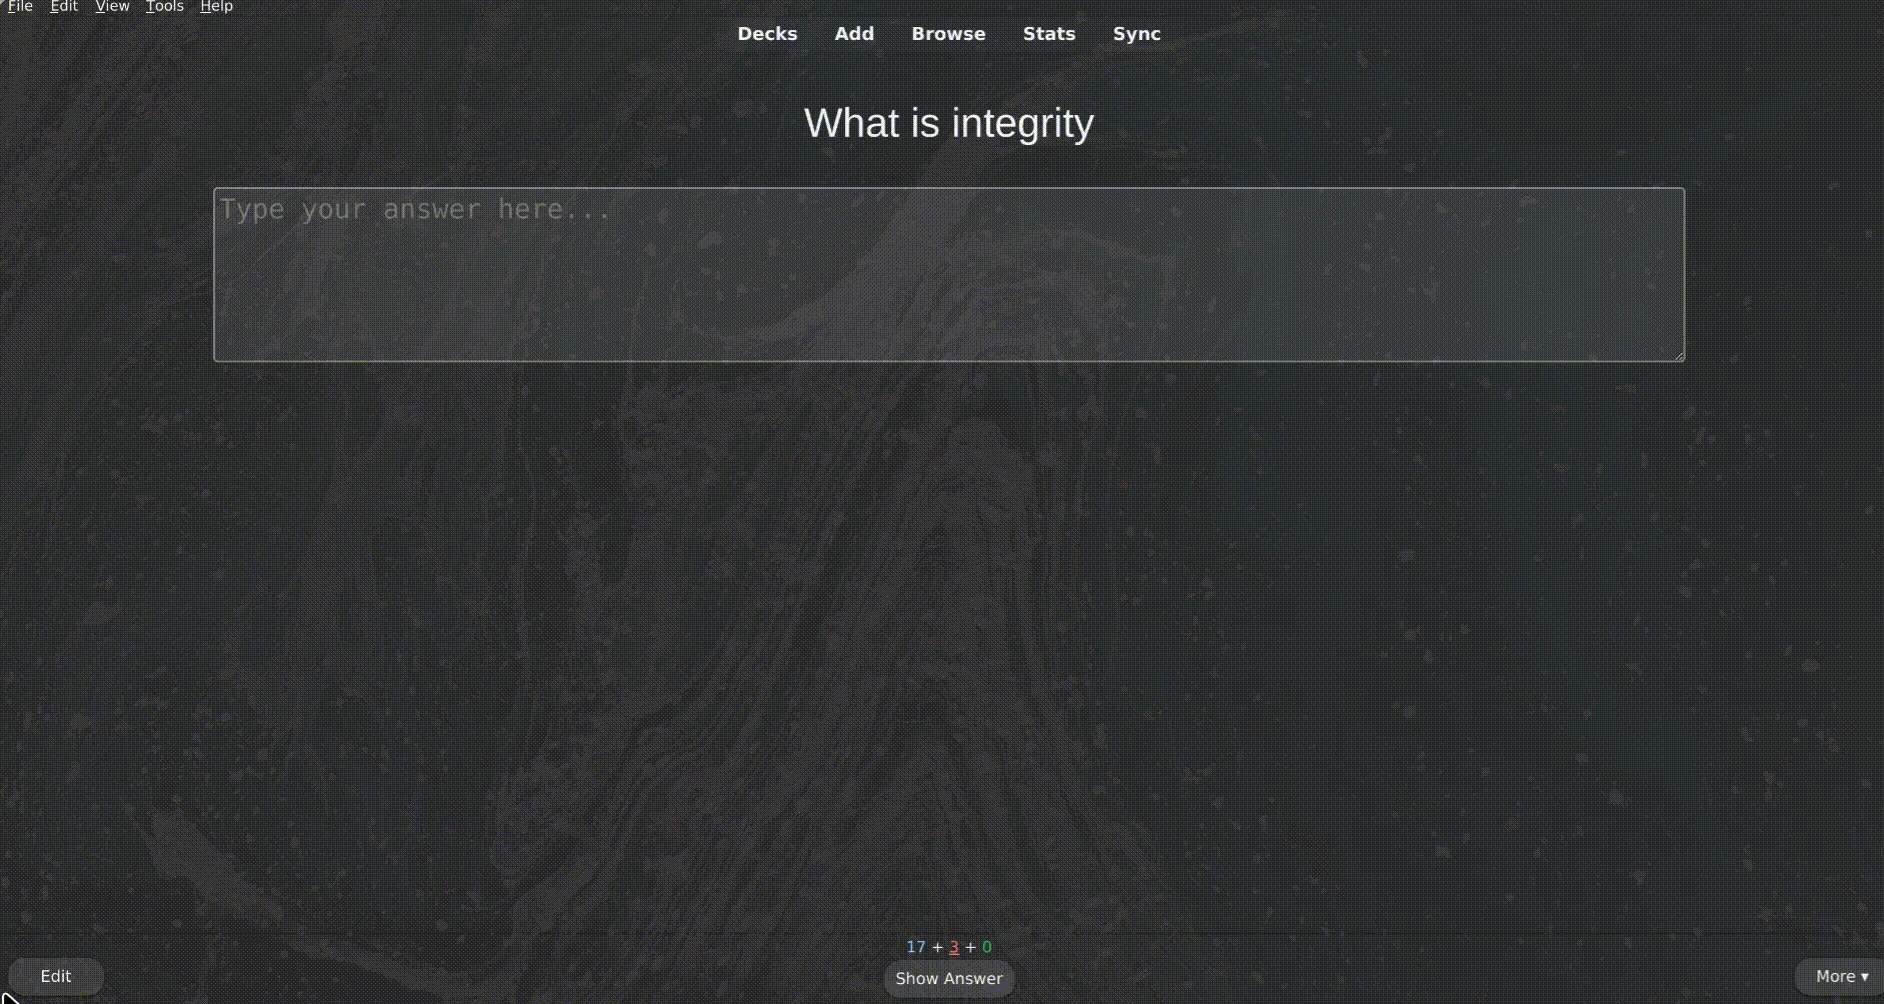 File Edit View Tools Help
Decks Add Browse Stats Sync
What is integrity
Type your answer here...
17 + 3 + 0
Edit Show Answer More ▾